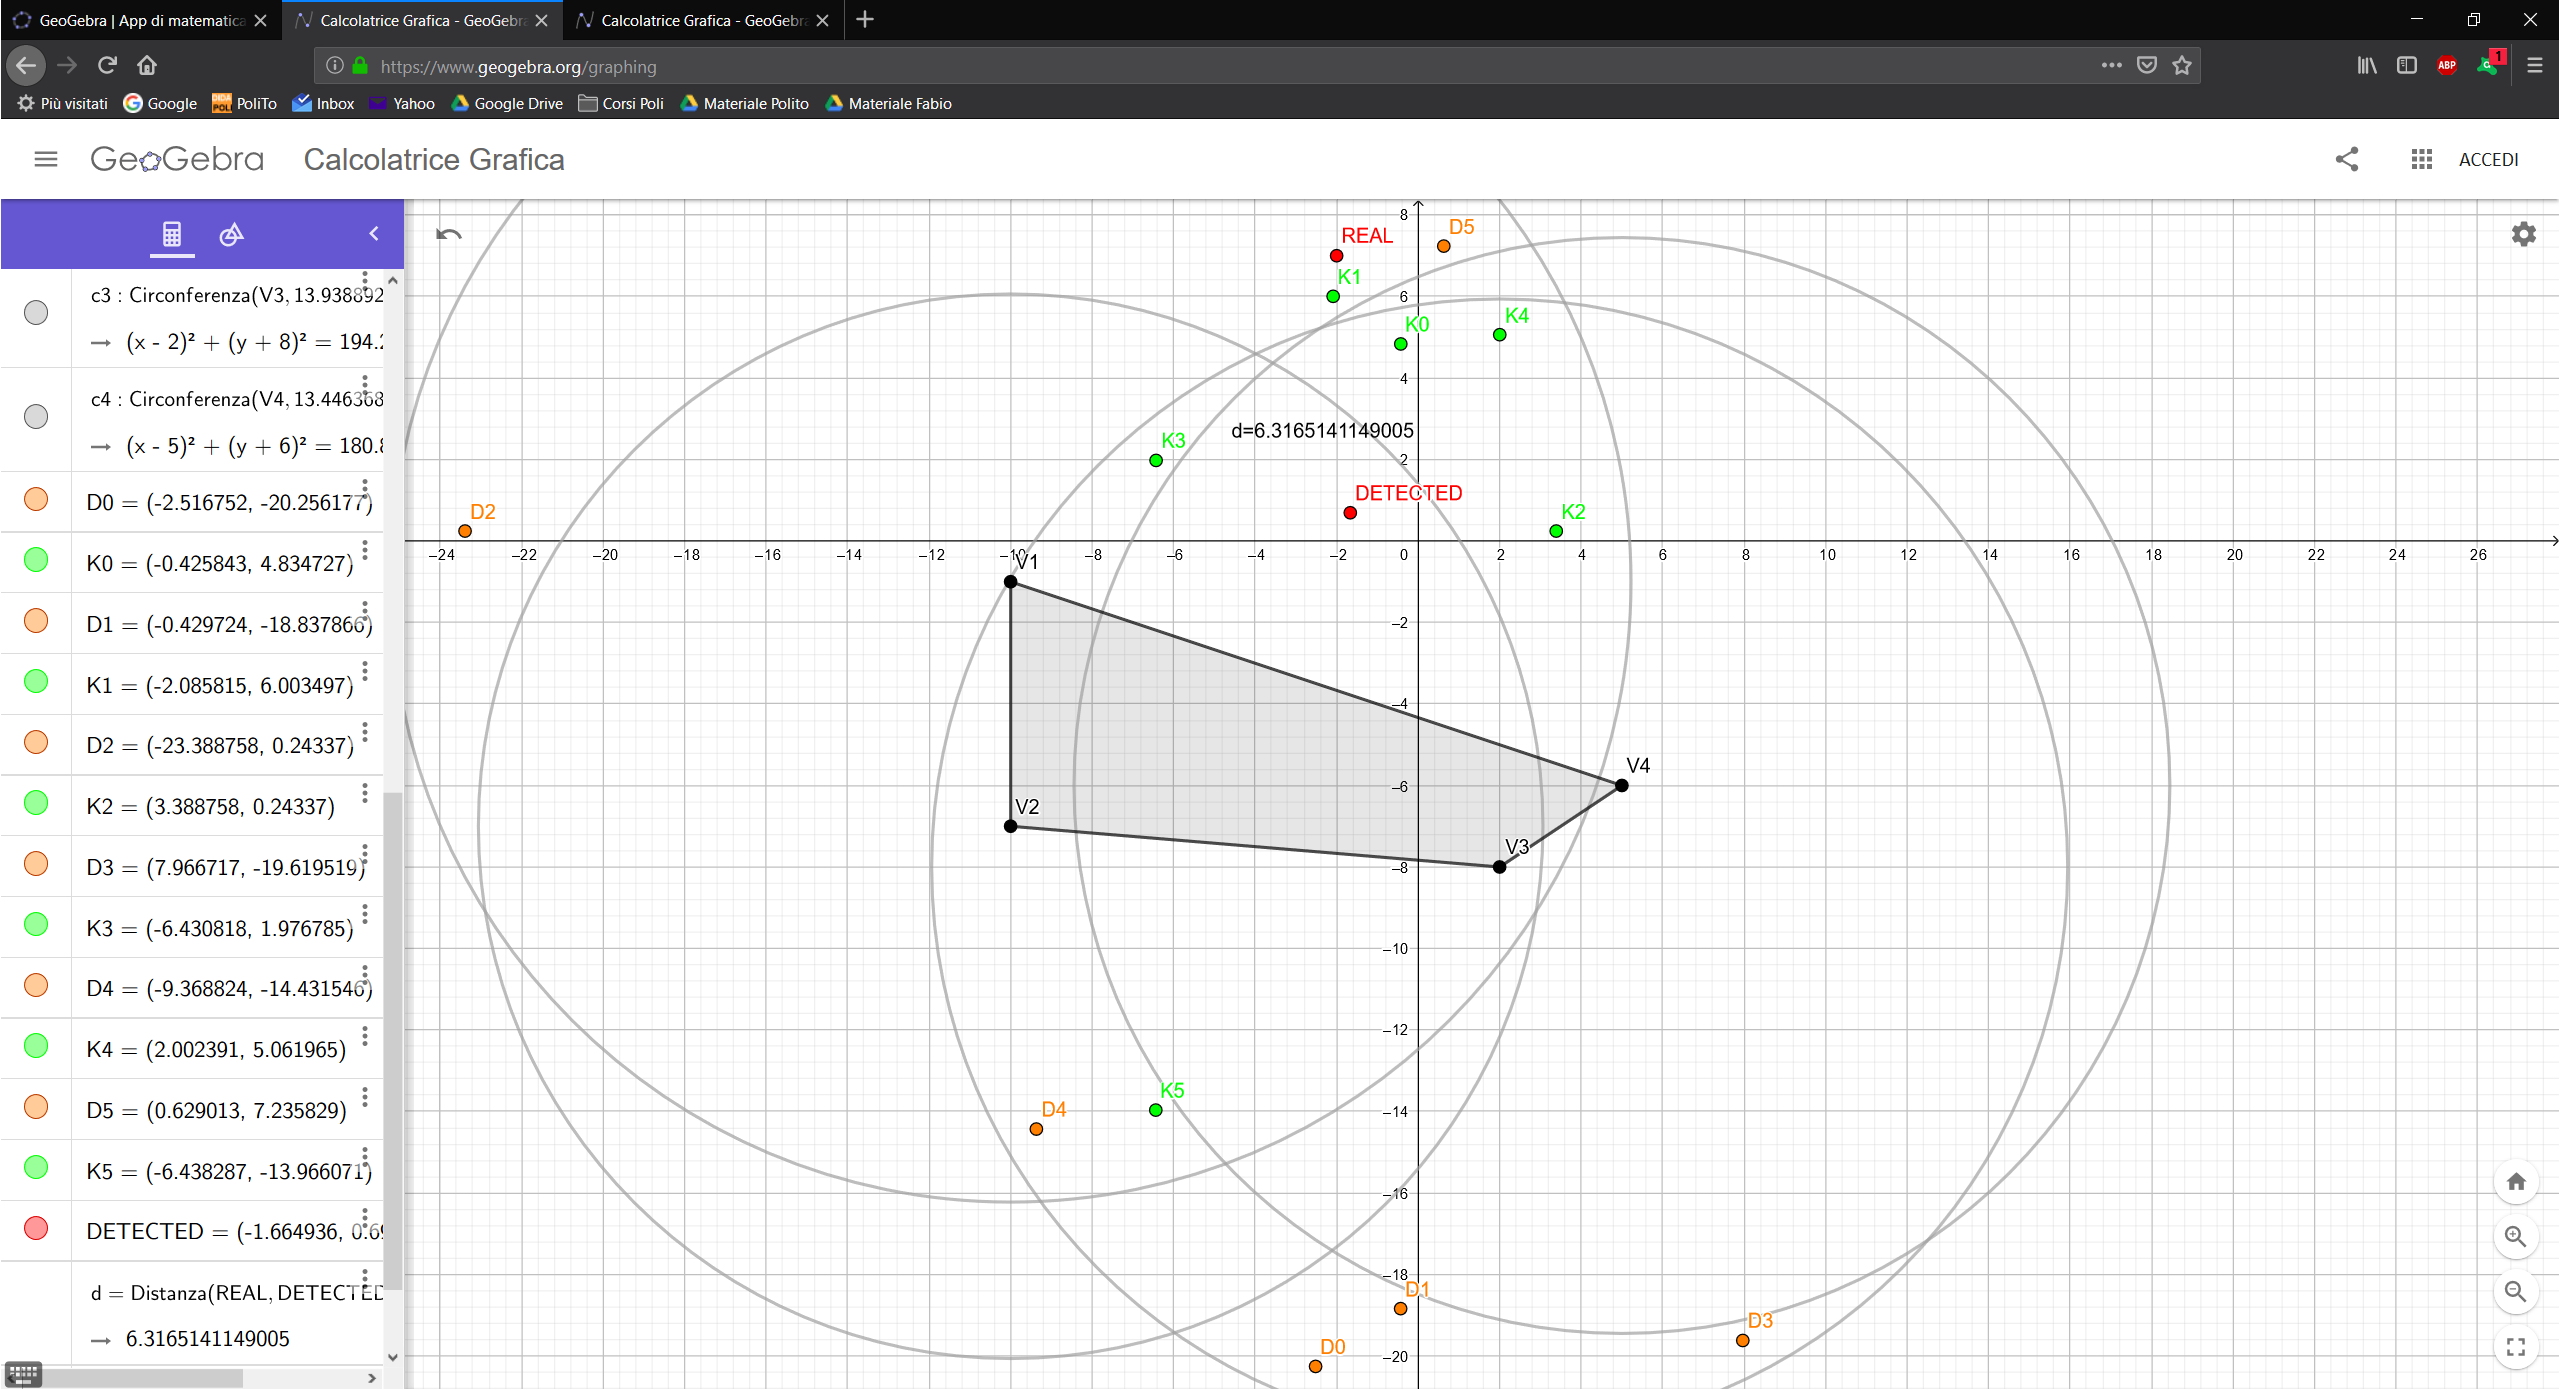 GeoGebra | App di matematica
Calcolatrice Grafica - GeoGebra
Calcolatrice Grafica - GeoGebra
https://www.geogebra.org/graphing
ABP
1
Più visitati
Google
PoliTo
Inbox
Yahoo
Google Drive
Corsi Poli
Materiale Polito
Materiale Fabio
GeoGebra
Calcolatrice Grafica
ACCEDI
c3 : Circonferenza(V3, 13.938892
→ (x - 2)² + (y + 8)² = 194.2
c4 : Circonferenza(V4, 13.446368
→ (x - 5)² + (y + 6)² = 180.8
D0 = (-2.516752, -20.256177)
K0 = (-0.425843, 4.834727)
D1 = (-0.429724, -18.837866)
K1 = (-2.085815, 6.003497)
D2 = (-23.388758, 0.24337)
K2 = (3.388758, 0.24337)
D3 = (7.966717, -19.619519)
K3 = (-6.430818, 1.976785)
D4 = (-9.368824, -14.431546)
K4 = (2.002391, 5.061965)
D5 = (0.629013, 7.235829)
K5 = (-6.438287, -13.966071)
DETECTED = (-1.664936, 0.69
d = Distanza(REAL, DETECTED
→ 6.3165141149005
8
REAL
D5
K1
6
K0
K4
4
d=6.3165141149005
K3
2
DETECTED
D2
K2
–24 –22 –20 –18 –16 –14 –12 –10 –8 –6 –4 –2 0 2 4 6 8 10 12 14 16 18 20 22 24 26
V1
–2
–4
V4
–6
V2
V3
–8
–10
–12
K5
D4
–14
–16
–18
D1
D3
D0
–20